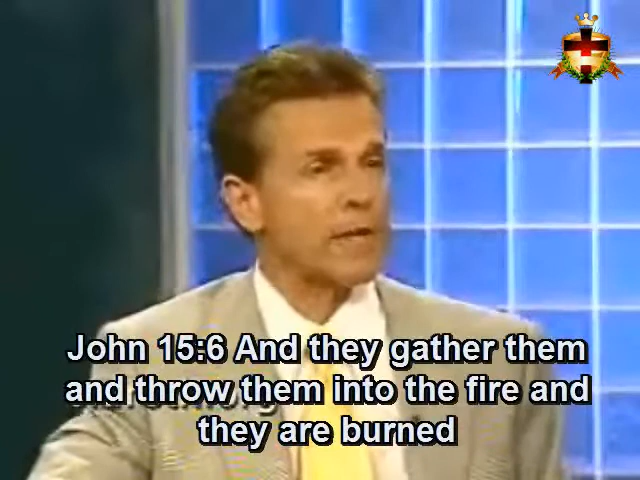 John 15:6 And they gather them
and throw them into the fire and
they are burned